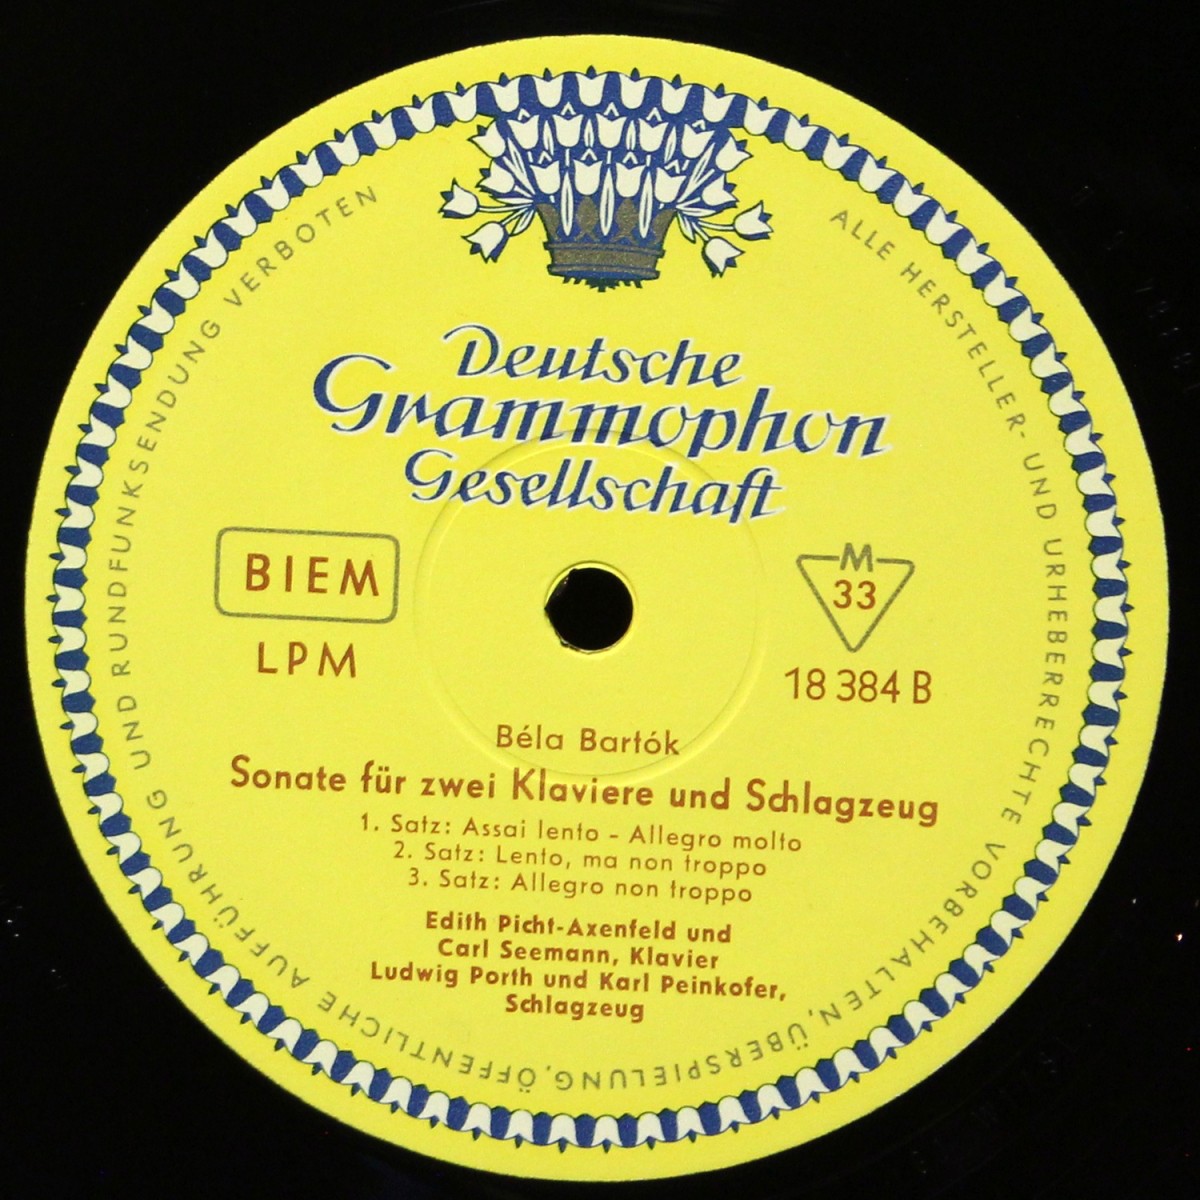 Deutsche
Grammophon
Gesellschaft
BIEM
LPM
M
33
18 384 B
Béla Bartók
Sonate für zwei Klaviere und Schlagzeug
1. Satz: Assai lento - Allegro molto
2. Satz: Lento, ma non troppo
3. Satz: Allegro non troppo
Edith Picht-Axenfeld und
Carl Seemann, Klavier
Ludwig Porth und Karl Peinkofer,
Schlagzeug
ALLE HERSTELLER- UND URHEBERRECHTE VORBEHALTEN, ÜBERSPIELUNG, ÖFFENTLICHE AUFFÜHRUNG UND RUNDFUNKSENDUNG VERBOTEN